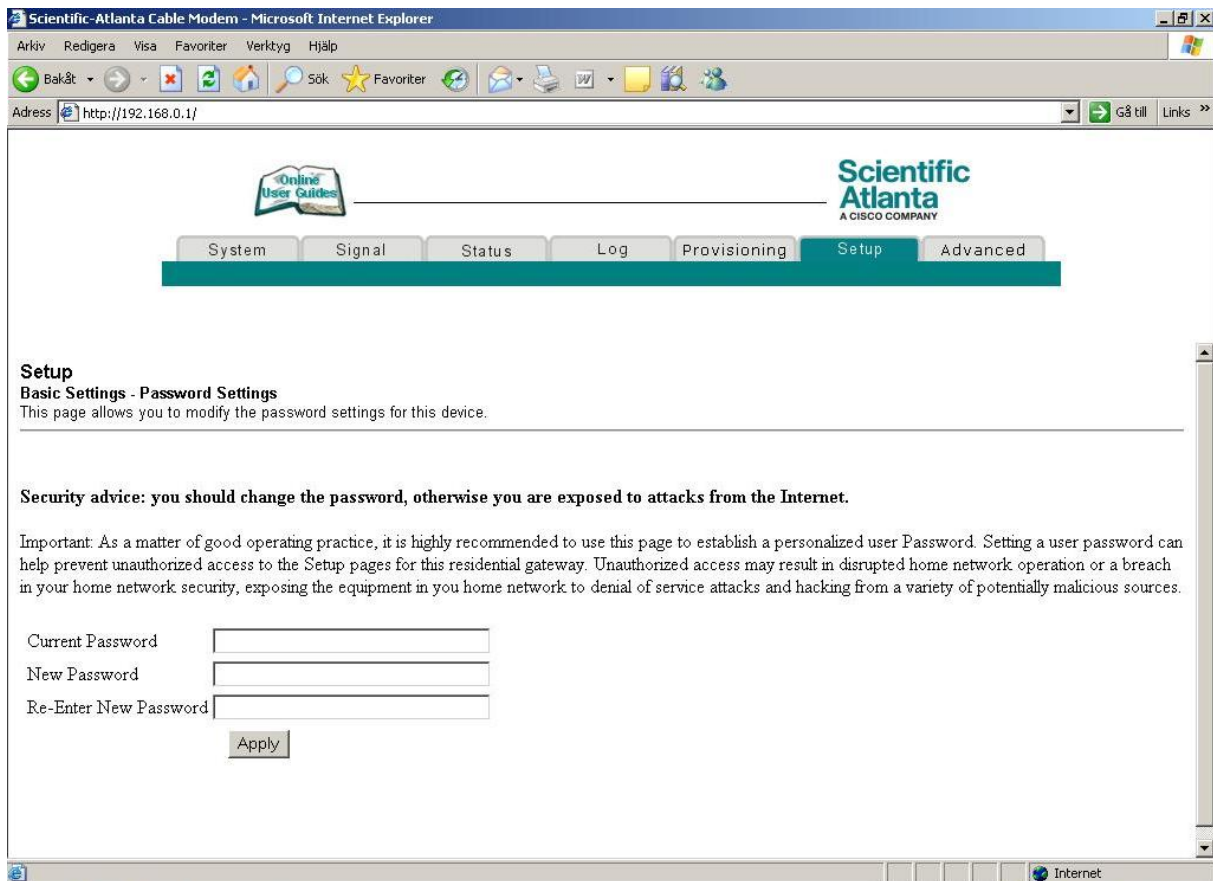 Scientific-Atlanta Cable Modem - Microsoft Internet Explorer
Arkiv Redigera Visa Favoriter Verktyg Hjälp
Bakåt Sök Favoriter
Adress http://192.168.0.1/ Gå till Links »
Online
User Guides
Scientific
Atlanta
A CISCO COMPANY
System Signal Status Log Provisioning Setup Advanced
Setup
Basic Settings - Password Settings
This page allows you to modify the password settings for this device.
Security advice: you should change the password, otherwise you are exposed to attacks from the Internet.
Important: As a matter of good operating practice, it is highly recommended to use this page to establish a personalized user Password. Setting a user password can
help prevent unauthorized access to the Setup pages for this residential gateway. Unauthorized access may result in disrupted home network operation or a breach
in your home network security, exposing the equipment in you home network to denial of service attacks and hacking from a variety of potentially malicious sources.
Current Password
New Password
Re-Enter New Password
Apply
Internet